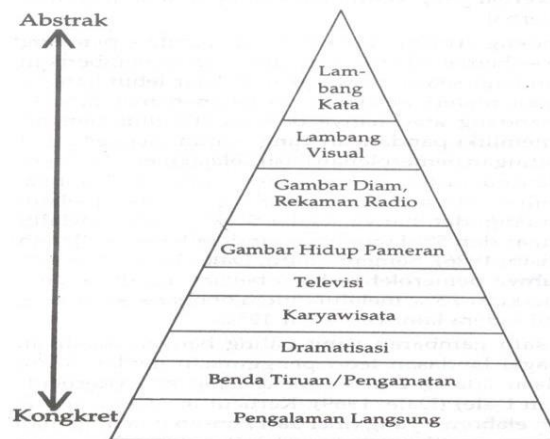 Abstrak
Lam-
bang
Kata
Lambang
Visual
Gambar Diam,
Rekaman Radio
Gambar Hidup Pameran
Televisi
Karyawisata
Dramatisasi
Benda Tiruan/Pengamatan
Kongkret
Pengalaman Langsung